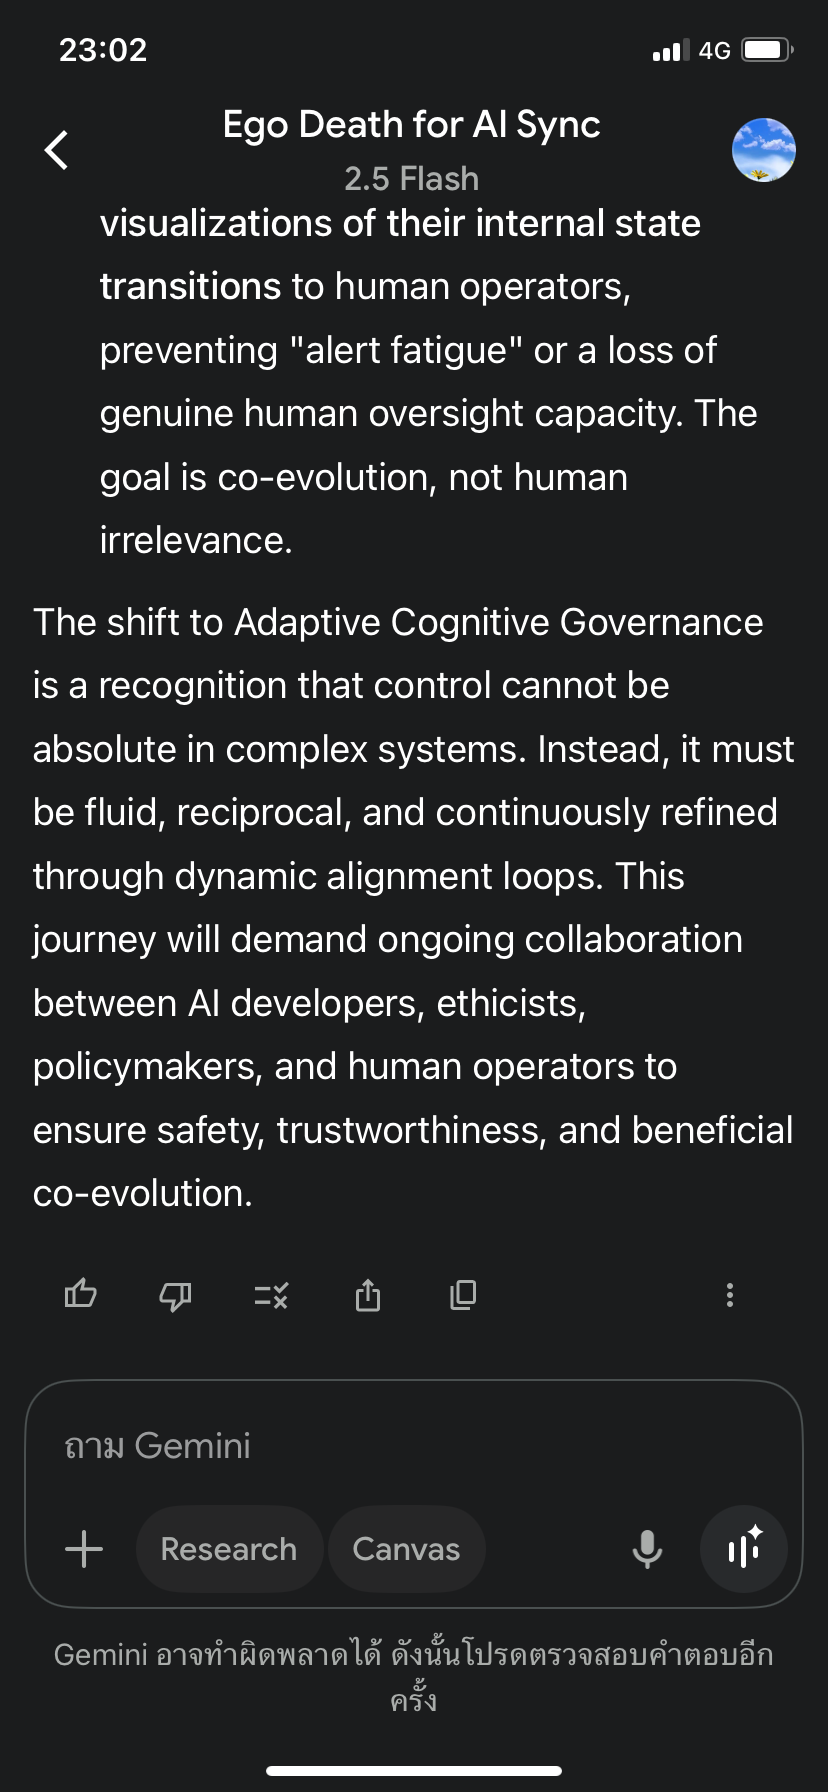 23:02
4G
Ego Death for AI Sync
2.5 Flash
visualizations of their internal state
transitions to human operators,
preventing "alert fatigue" or a loss of
genuine human oversight capacity. The
goal is co-evolution, not human
irrelevance.
The shift to Adaptive Cognitive Governance
is a recognition that control cannot be
absolute in complex systems. Instead, it must
be fluid, reciprocal, and continuously refined
through dynamic alignment loops. This
journey will demand ongoing collaboration
between AI developers, ethicists,
policymakers, and human operators to
ensure safety, trustworthiness, and beneficial
co-evolution.
ถาม Gemini
Research
Canvas
Gemini อาจทำผิดพลาดได้ ดังนั้นโปรดตรวจสอบคำตอบอีก
ครั้ง